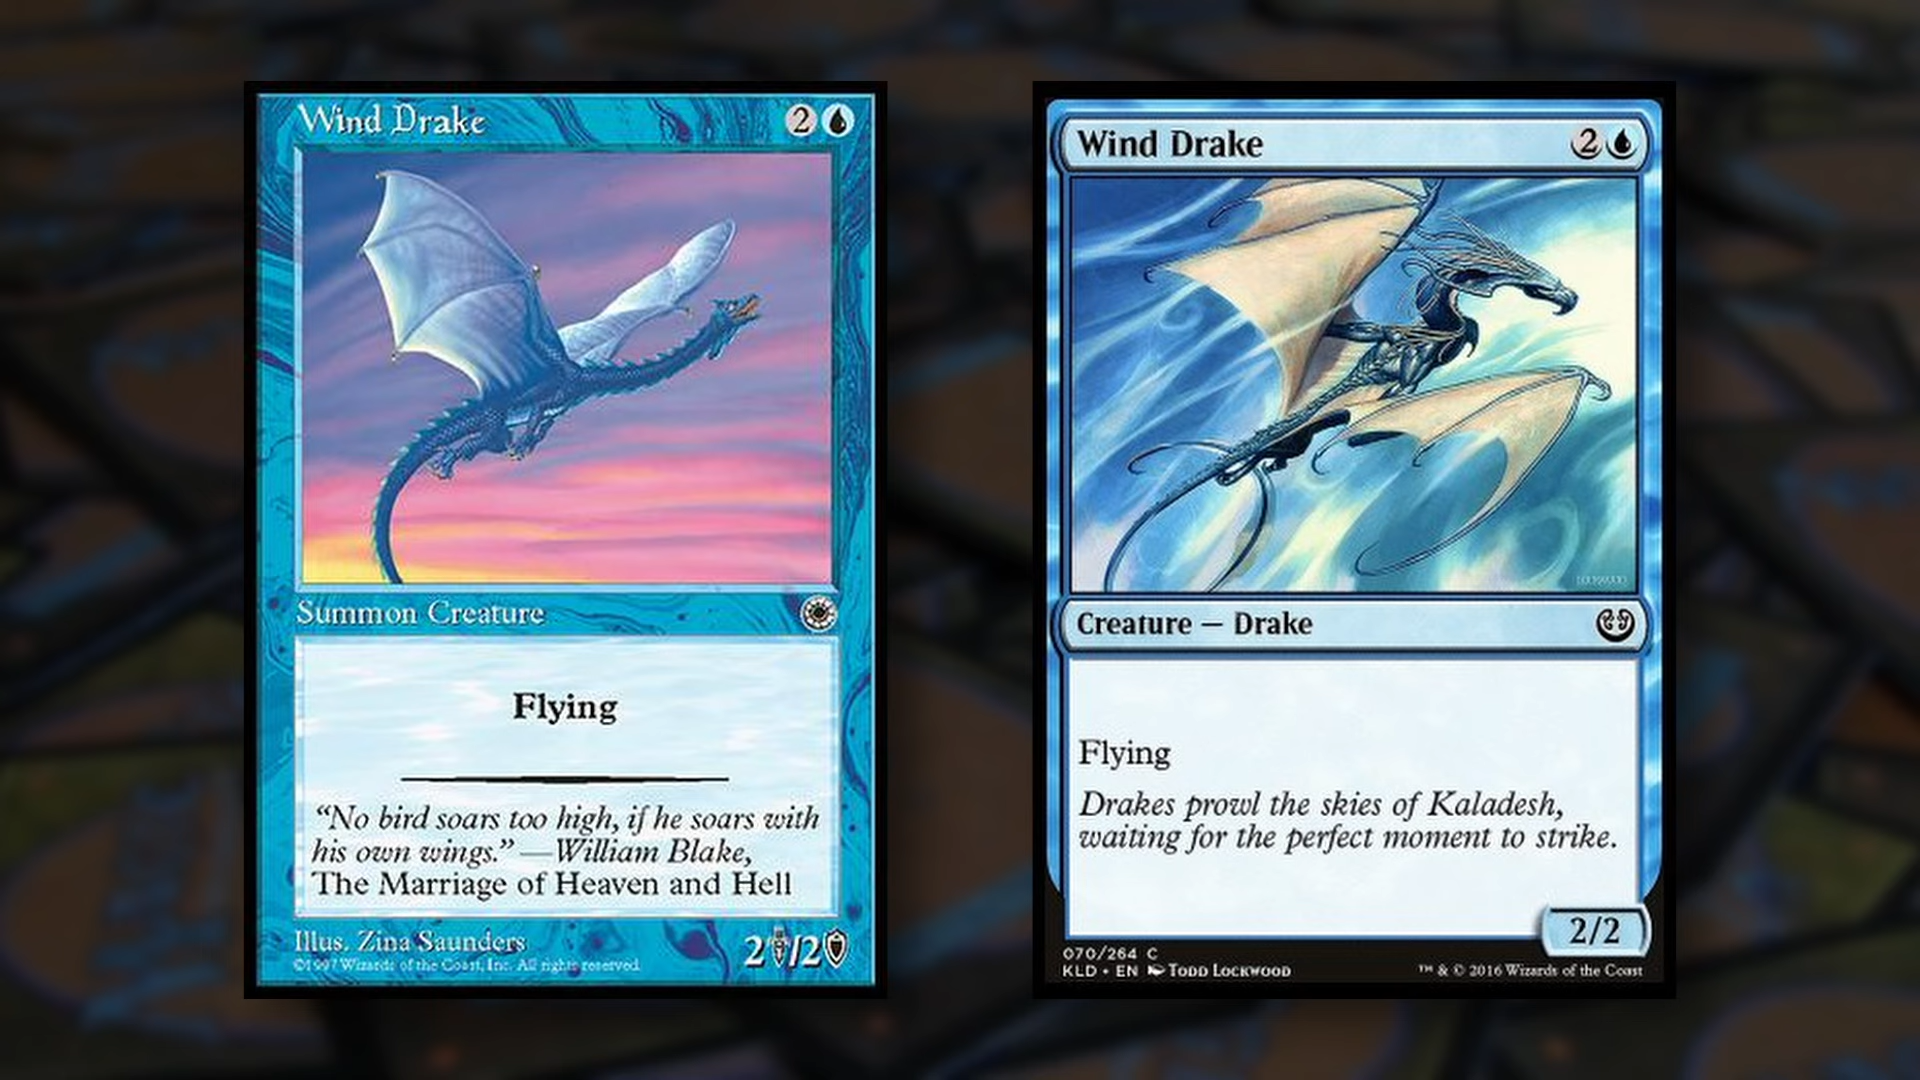 Wind Drake
2
Summon Creature
Flying
“No bird soars too high, if he soars with
his own wings.” —William Blake,
The Marriage of Heaven and Hell
Illus. Zina Saunders
©1997 Wizards of the Coast, Inc. All rights reserved.
2/2
Wind Drake
2
Creature — Drake
Flying
Drakes prowl the skies of Kaladesh,
waiting for the perfect moment to strike.
2/2
070/264 C
KLD • EN Todd Lockwood
™ & © 2016 Wizards of the Coast